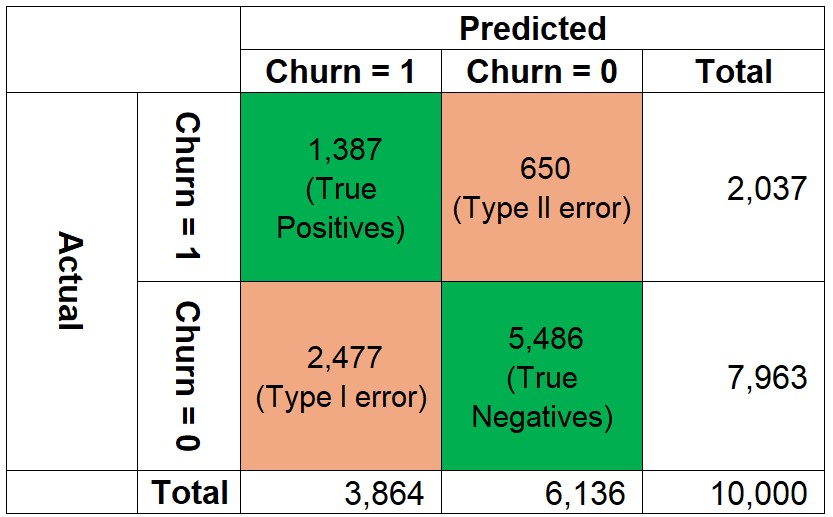 Predicted
Churn = 1
Churn = 0
Total
Actual
Churn = 1
1,387
(True
Positives)
650
(Type II error)
2,037
Churn = 0
2,477
(Type I error)
5,486
(True
Negatives)
7,963
Total
3,864
6,136
10,000